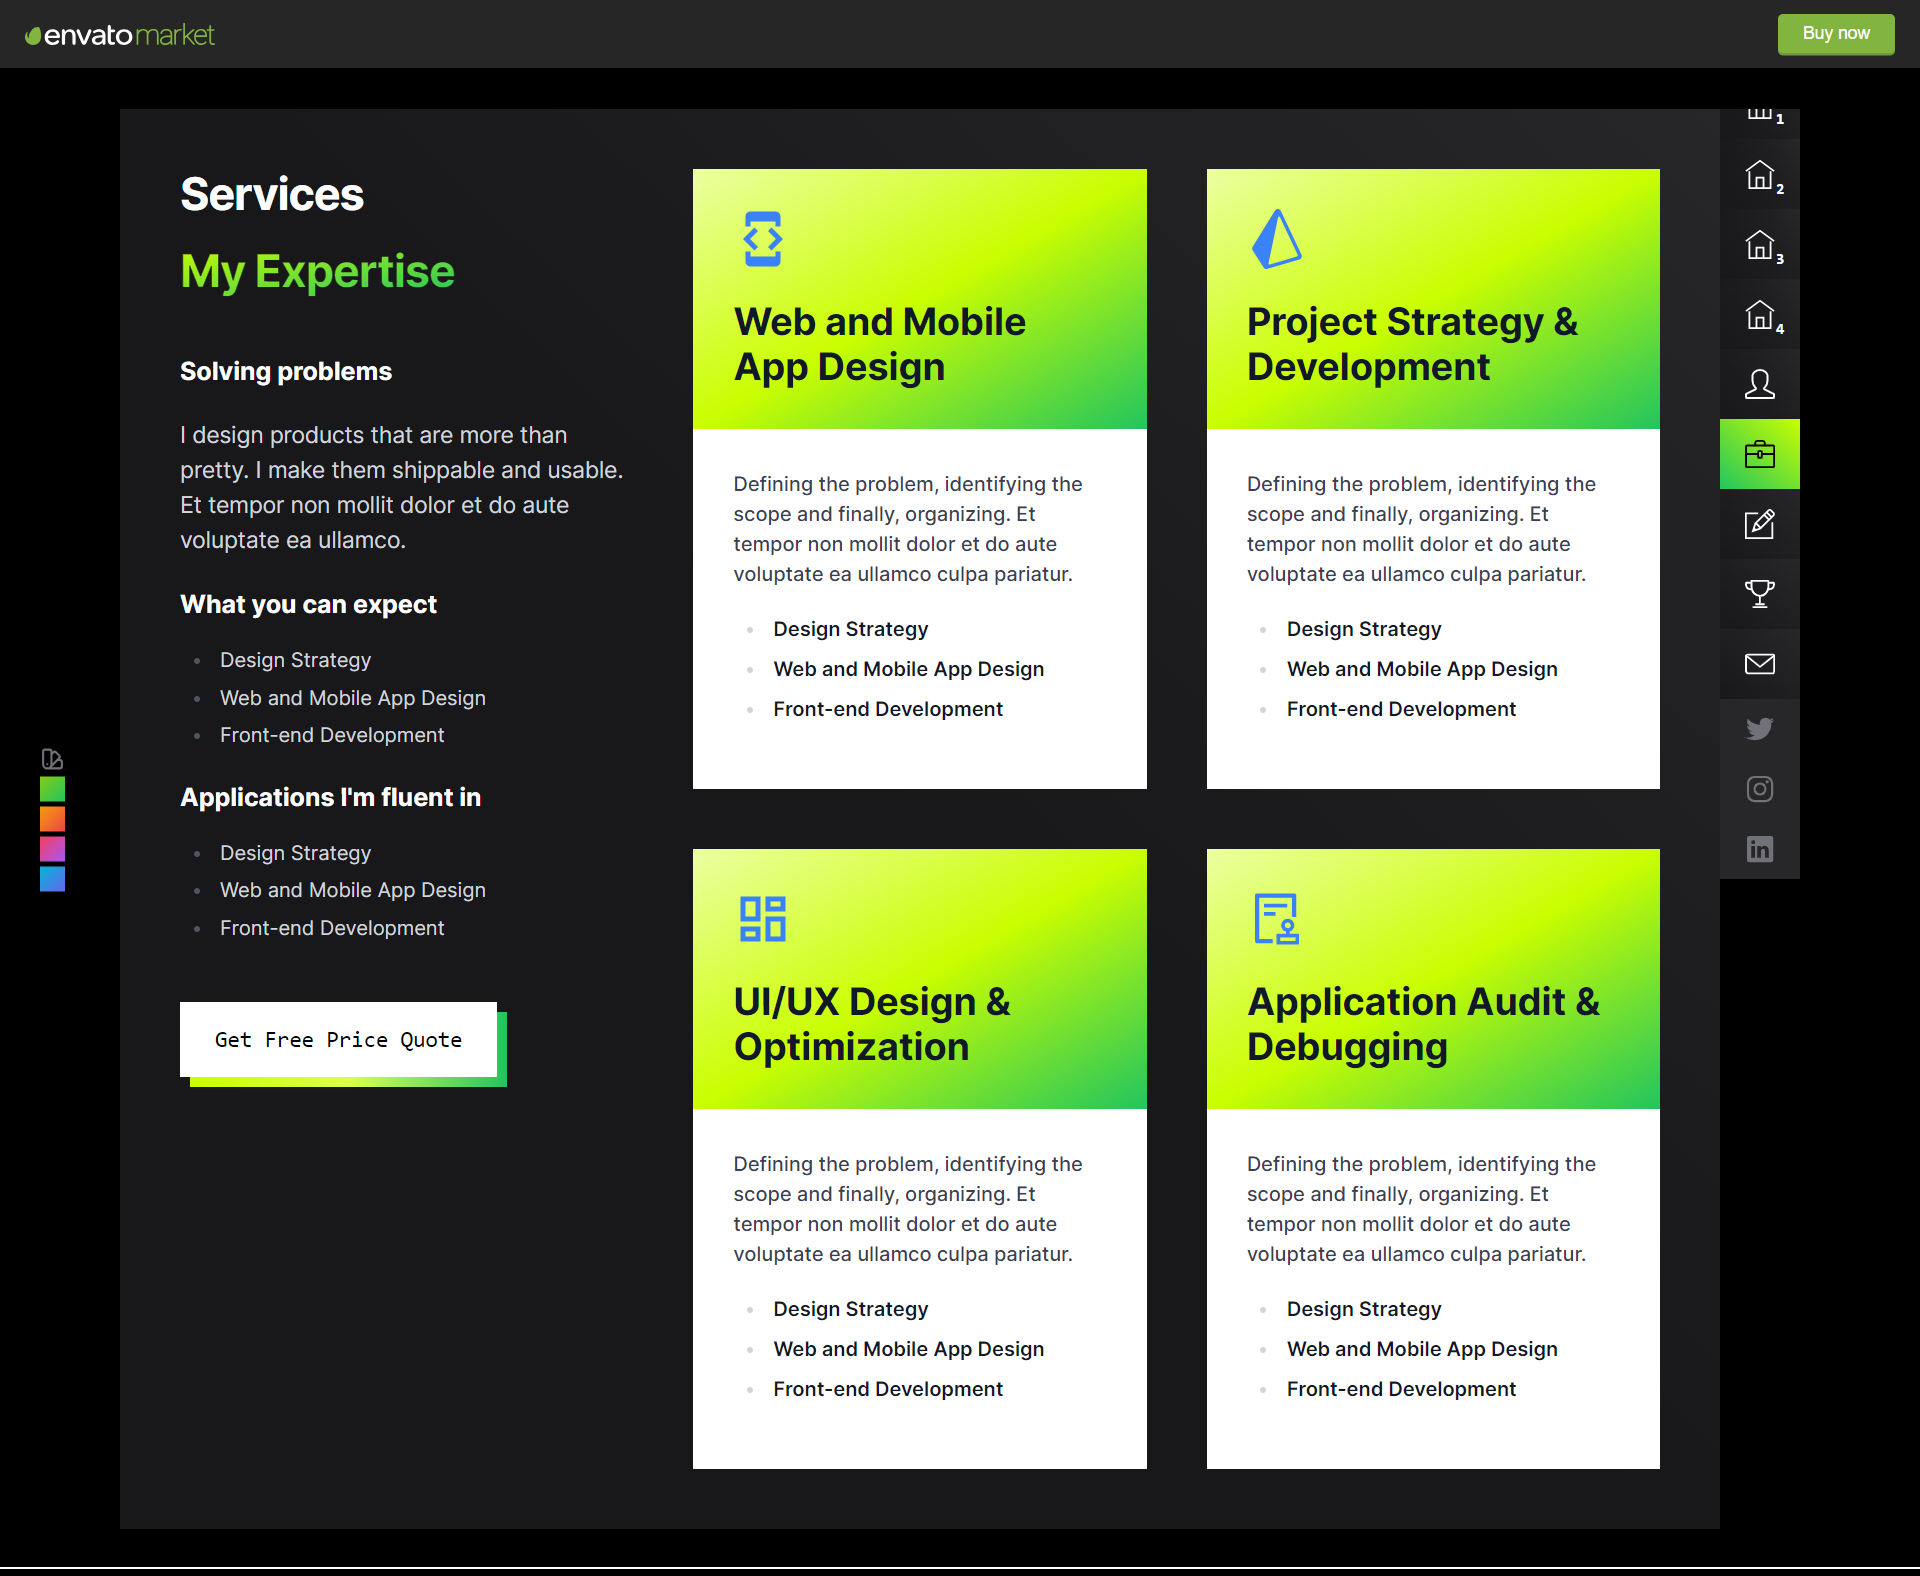 envato market
Buy now
Services
My Expertise
Solving problems
I design products that are more than
pretty. I make them shippable and usable.
Et tempor non mollit dolor et do aute
voluptate ea ullamco.
What you can expect
Design Strategy
Web and Mobile App Design
Front-end Development
Applications I'm fluent in
Design Strategy
Web and Mobile App Design
Front-end Development
Get Free Price Quote
Web and Mobile
App Design
Defining the problem, identifying the
scope and finally, organizing. Et
tempor non mollit dolor et do aute
voluptate ea ullamco culpa pariatur.
Design Strategy
Web and Mobile App Design
Front-end Development
Project Strategy &
Development
Defining the problem, identifying the
scope and finally, organizing. Et
tempor non mollit dolor et do aute
voluptate ea ullamco culpa pariatur.
Design Strategy
Web and Mobile App Design
Front-end Development
UI/UX Design &
Optimization
Defining the problem, identifying the
scope and finally, organizing. Et
tempor non mollit dolor et do aute
voluptate ea ullamco culpa pariatur.
Design Strategy
Web and Mobile App Design
Front-end Development
Application Audit &
Debugging
Defining the problem, identifying the
scope and finally, organizing. Et
tempor non mollit dolor et do aute
voluptate ea ullamco culpa pariatur.
Design Strategy
Web and Mobile App Design
Front-end Development
1
2
3
4
in